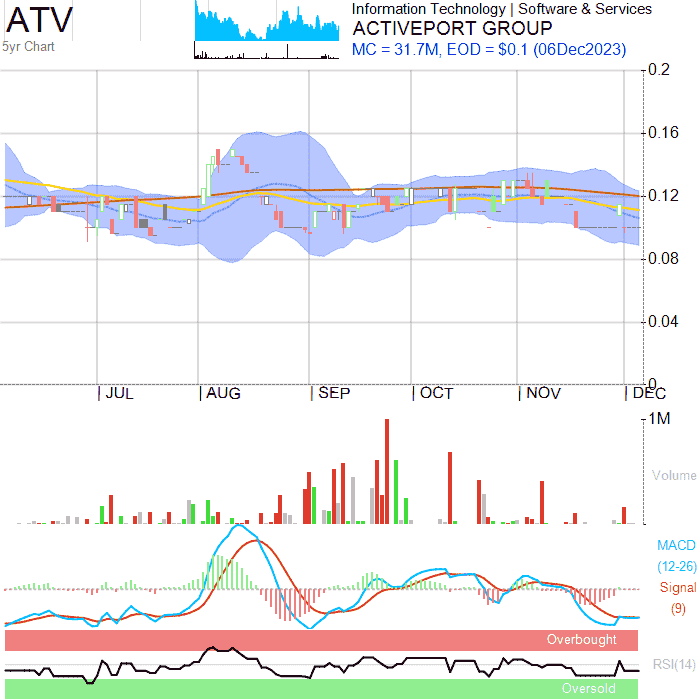 ATV
5yr Chart
Information Technology | Software & Services
ACTIVEPORT GROUP
MC = 31.7M, EOD = $0.1 (06Dec2023)
0.2
0.16
0.12
0.08
0.04
0
| JUL | AUG | SEP | OCT | NOV | DEC
1M
Volume
MACD
(12-26)
Signal
(9)
Overbought
RSI(14)
Oversold